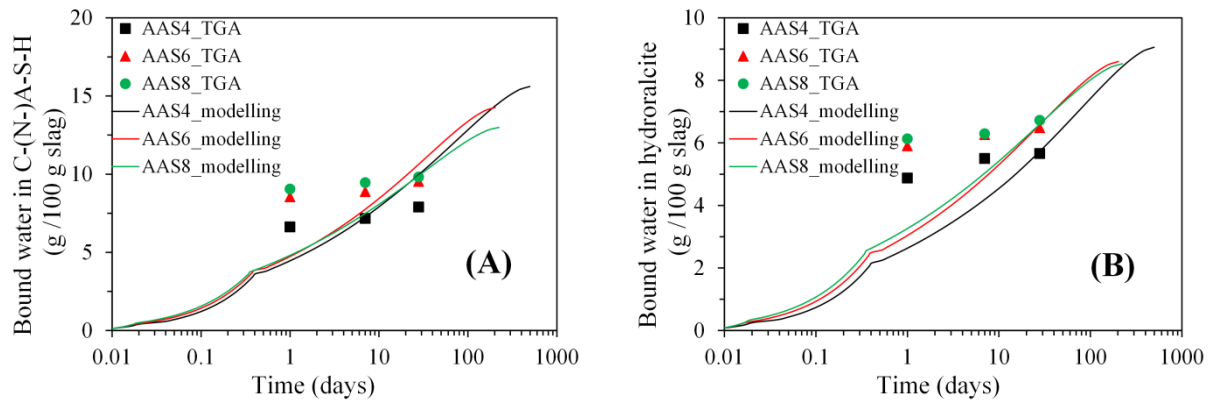 Bound water in C-(N-)A-S-H
(g /100 g slag)
20
15
10
5
0
AAS4_TGA
AAS6_TGA
AAS8_TGA
AAS4_modelling
AAS6_modelling
AAS8_modelling
(A)
0.01 0.1 1 10 100 1000
Time (days)
Bound water in hydroralcite
(g /100 g slag)
10
8
6
4
2
0
AAS4_TGA
AAS6_TGA
AAS8_TGA
AAS4_modelling
AAS6_modelling
AAS8_modelling
(B)
0.01 0.1 1 10 100 1000
Time (days)